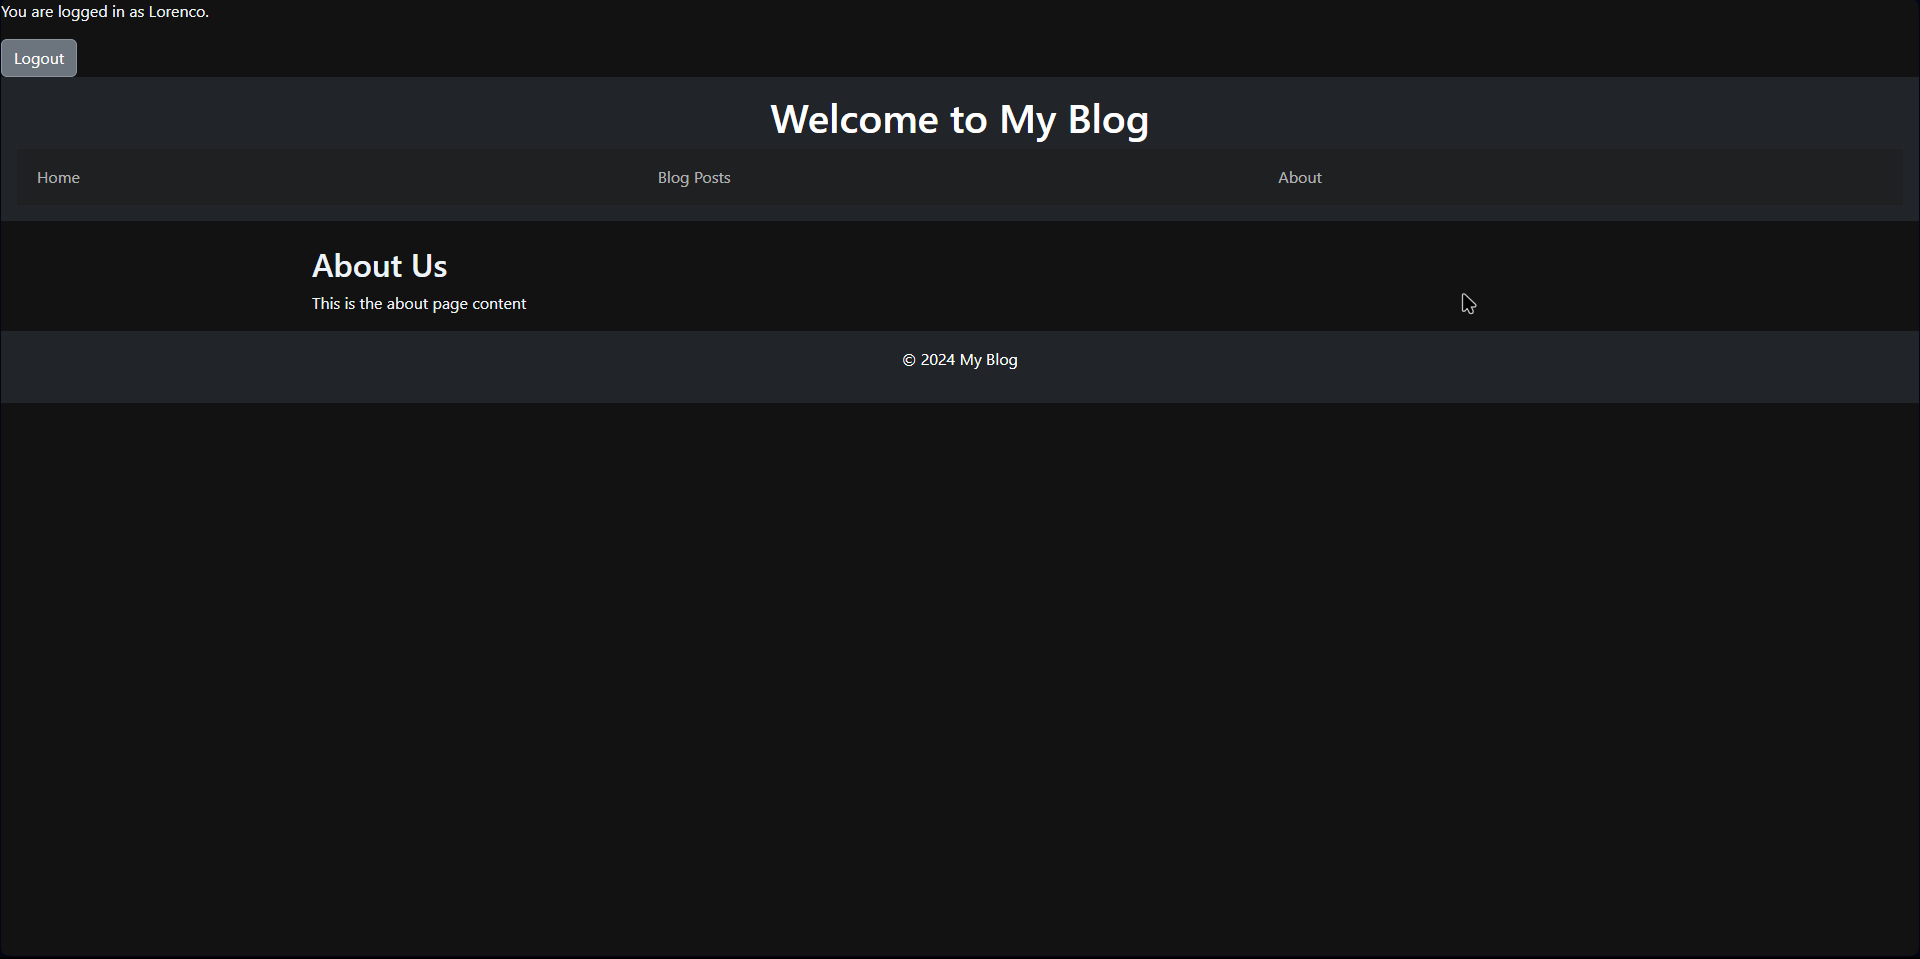 You are logged in as Lorenco.
Logout
Welcome to My Blog
Home Blog Posts About
About Us
This is the about page content
© 2024 My Blog